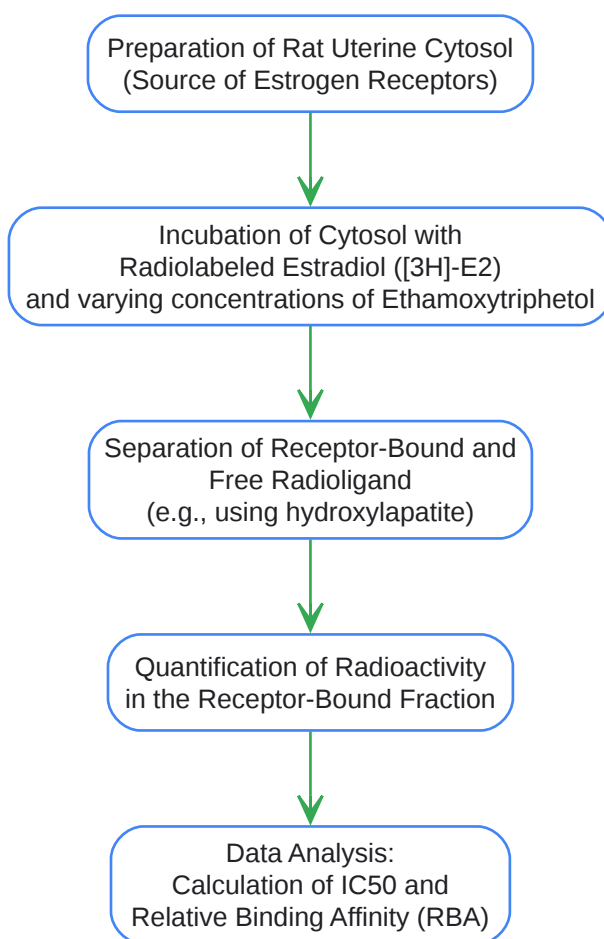 Preparation of Rat Uterine Cytosol
(Source of Estrogen Receptors)
Incubation of Cytosol with
Radiolabeled Estradiol ([3H]-E2)
and varying concentrations of Ethamoxytriphetol
Separation of Receptor-Bound and
Free Radioligand
(e.g., using hydroxylapatite)
Quantification of Radioactivity
in the Receptor-Bound Fraction
Data Analysis:
Calculation of IC50 and
Relative Binding Affinity (RBA)